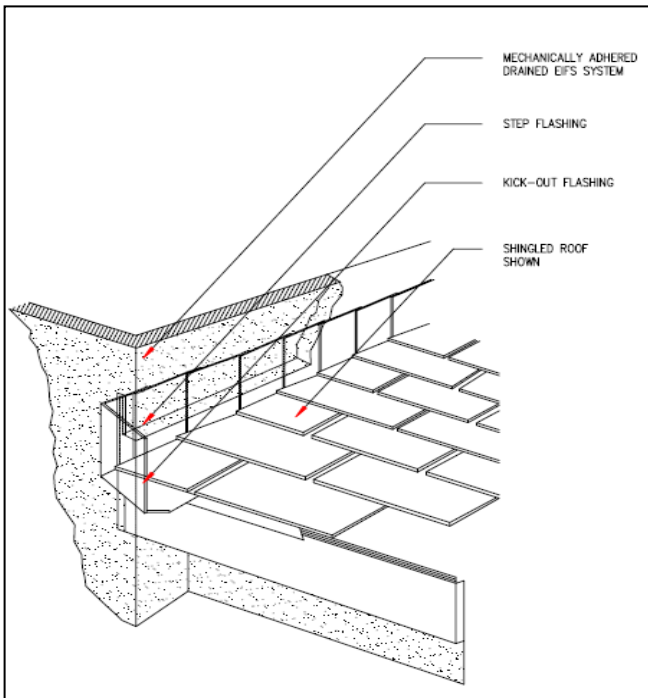 MECHANICALLY ADHERED
DRAINED EIFS SYSTEM
STEP FLASHING
KICK-OUT FLASHING
SHINGLED ROOF
SHOWN